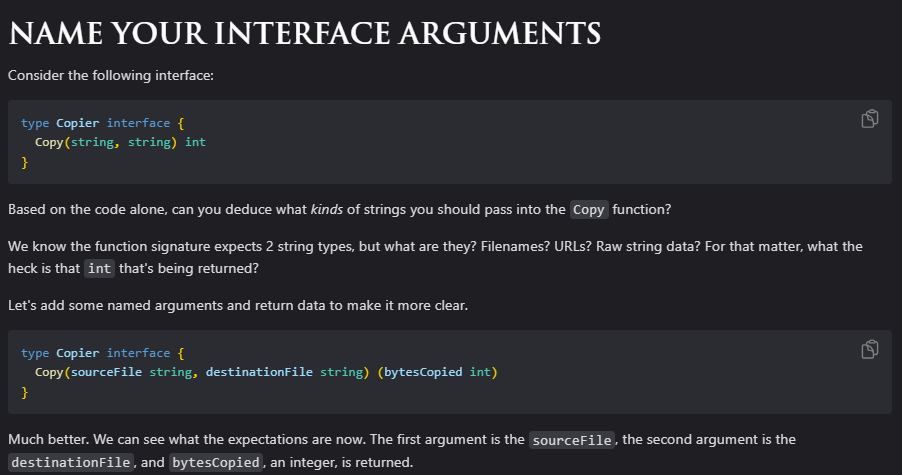 NAME YOUR INTERFACE ARGUMENTS
Consider the following interface:
type Copier interface {
  Copy(string, string) int
}
Based on the code alone, can you deduce what kinds of strings you should pass into the Copy function?
We know the function signature expects 2 string types, but what are they? Filenames? URLs? Raw string data? For that matter, what the
heck is that int that's being returned?
Let's add some named arguments and return data to make it more clear.
type Copier interface {
  Copy(sourceFile string, destinationFile string) (bytesCopied int)
}
Much better. We can see what the expectations are now. The first argument is the sourceFile, the second argument is the
destinationFile, and bytesCopied, an integer, is returned.